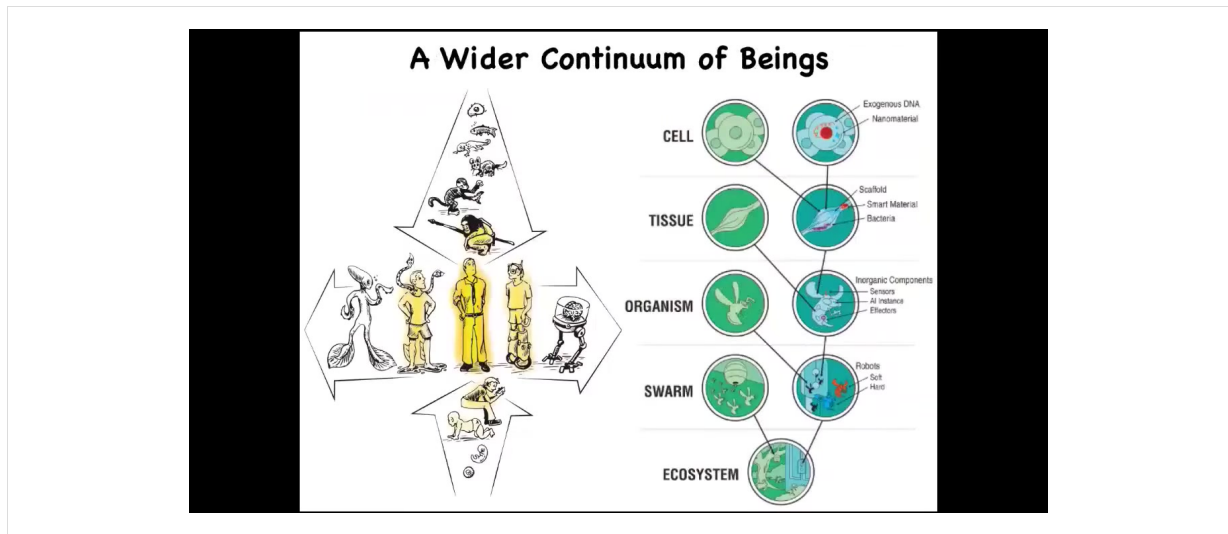 A Wider Continuum of Beings
CELL
Exogenous DNA
Nanomaterial
TISSUE
Scaffold
Smart Material
Bacteria
ORGANISM
Inorganic Components
Sensors
AI Instance
Effectors
SWARM
Robots
Soft
Hard
ECOSYSTEM